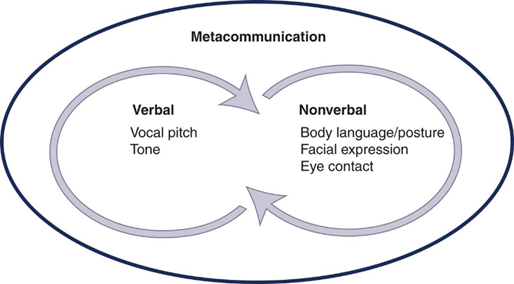 Metacommunication
Verbal
Vocal pitch
Tone
Nonverbal
Body language/posture
Facial expression
Eye contact